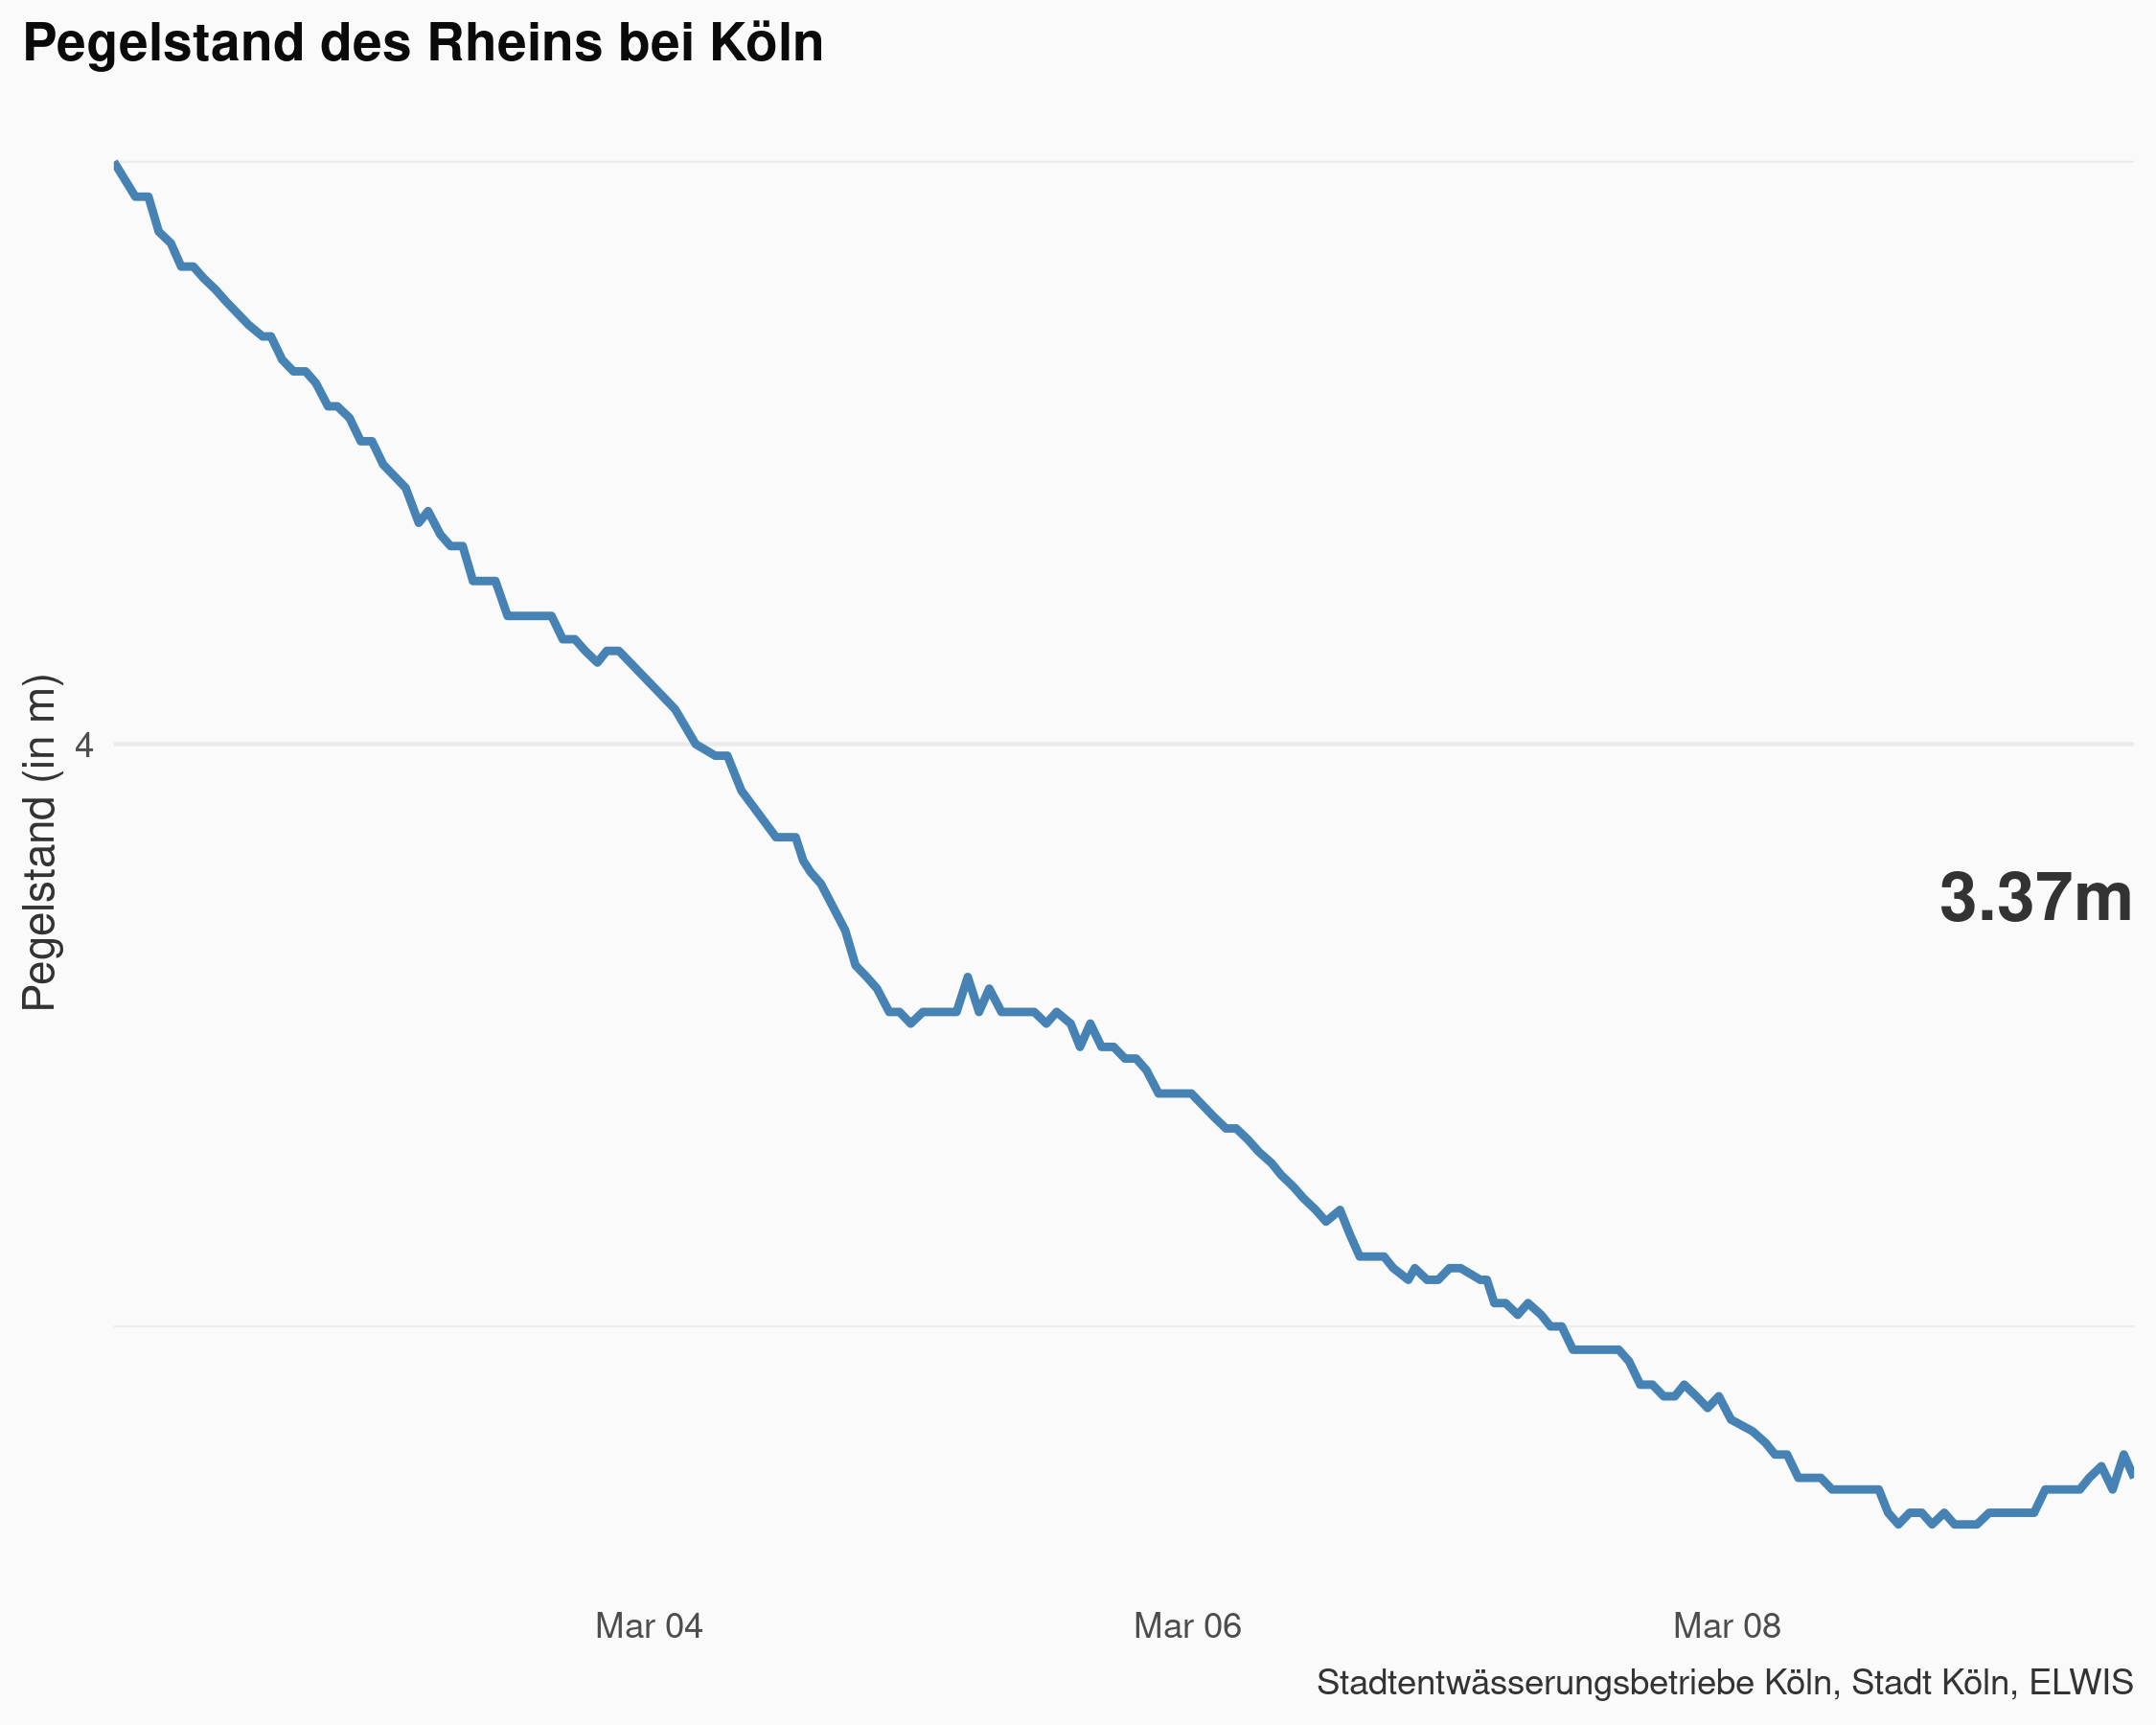 Pegelstand des Rheins bei Köln
Pegelstand (in m)
4
3.37m
Mar 04
Mar 06
Mar 08
Stadtentwässerungsbetriebe Köln, Stadt Köln, ELWIS